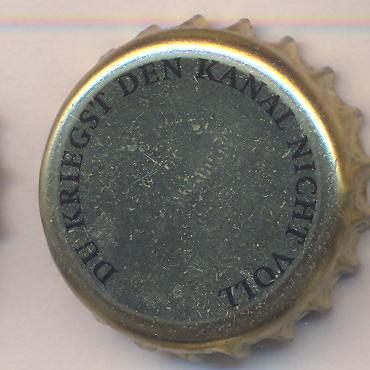 DU KRIEGST DEN KANAL NICHT VOLL